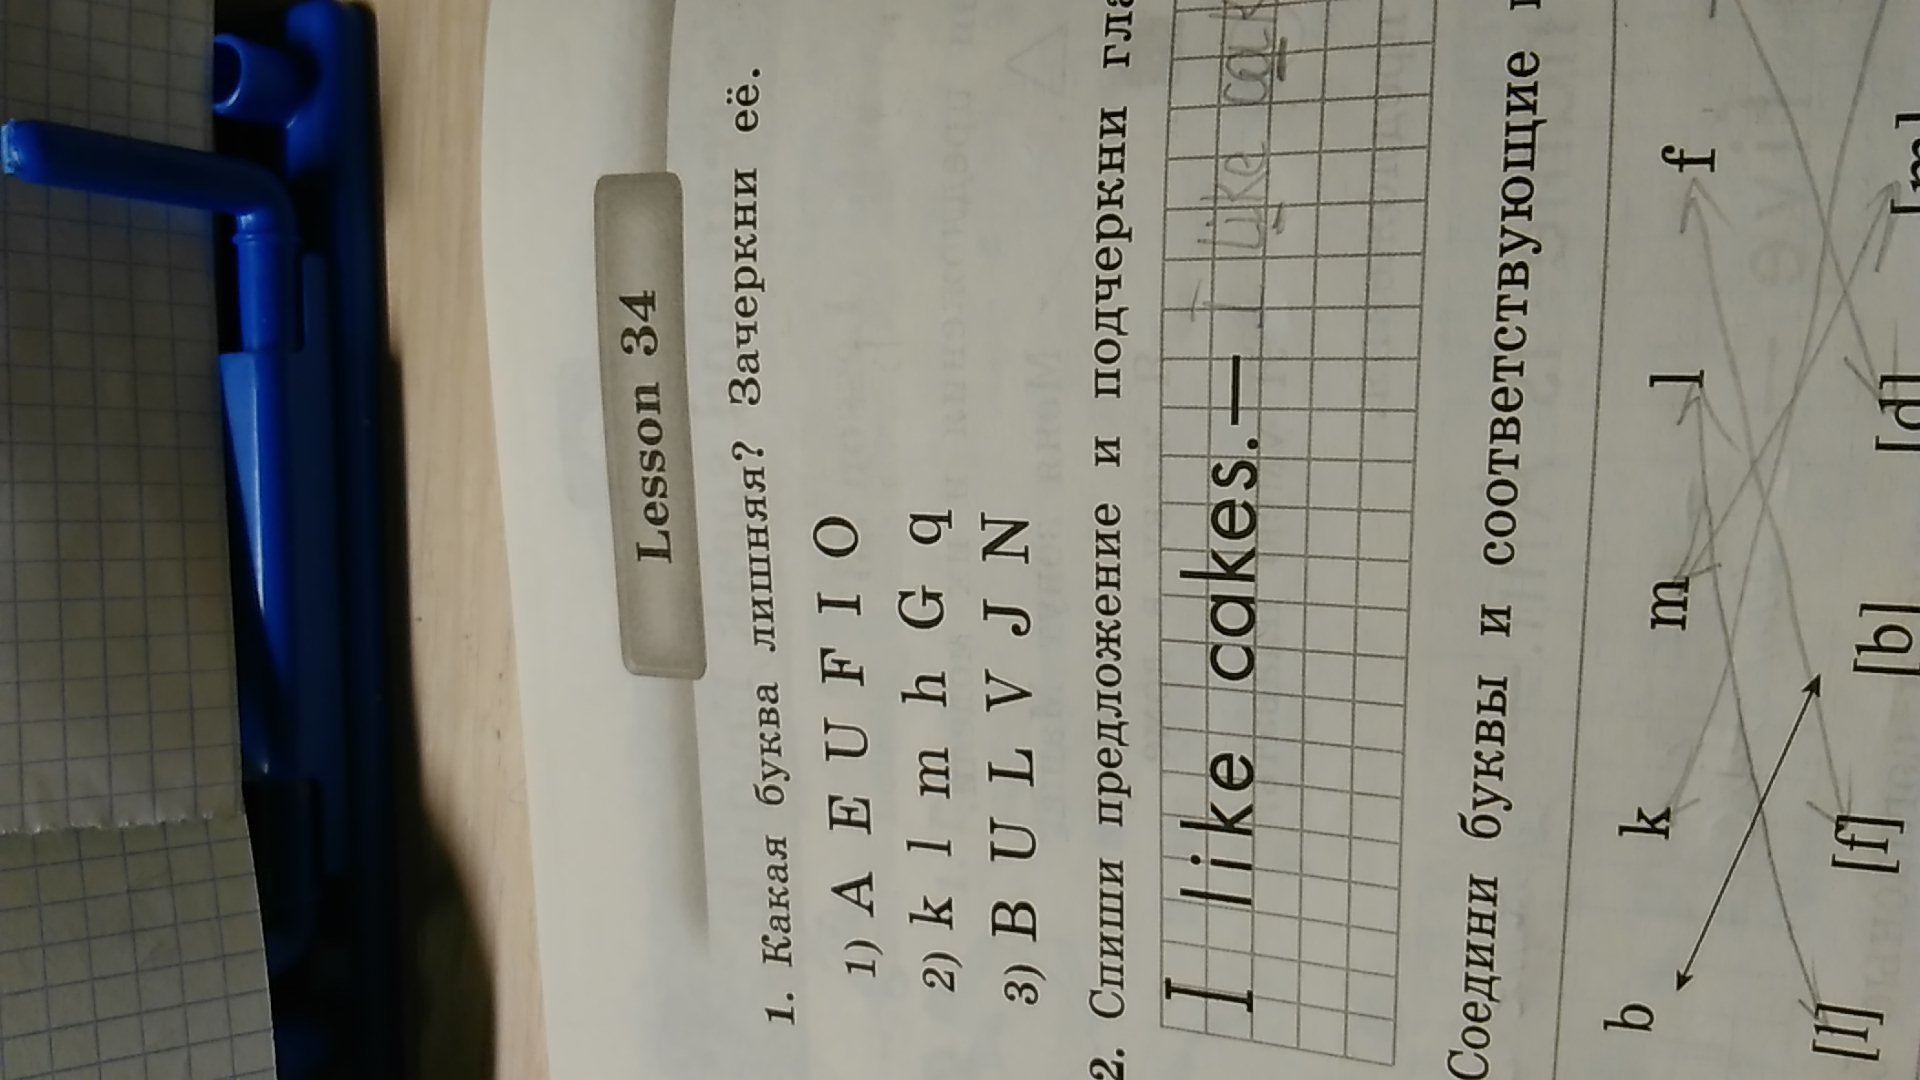 Lesson 34
1. Какая буква лишняя? Зачеркни её.
1) A E U F I O
2) k l m h G q
3) B U L V J N
2. Спиши предложение и подчеркни
I like cakes. — I like
Соедини буквы и соответствующие
b k m l f
[l] [f] [b] [d]